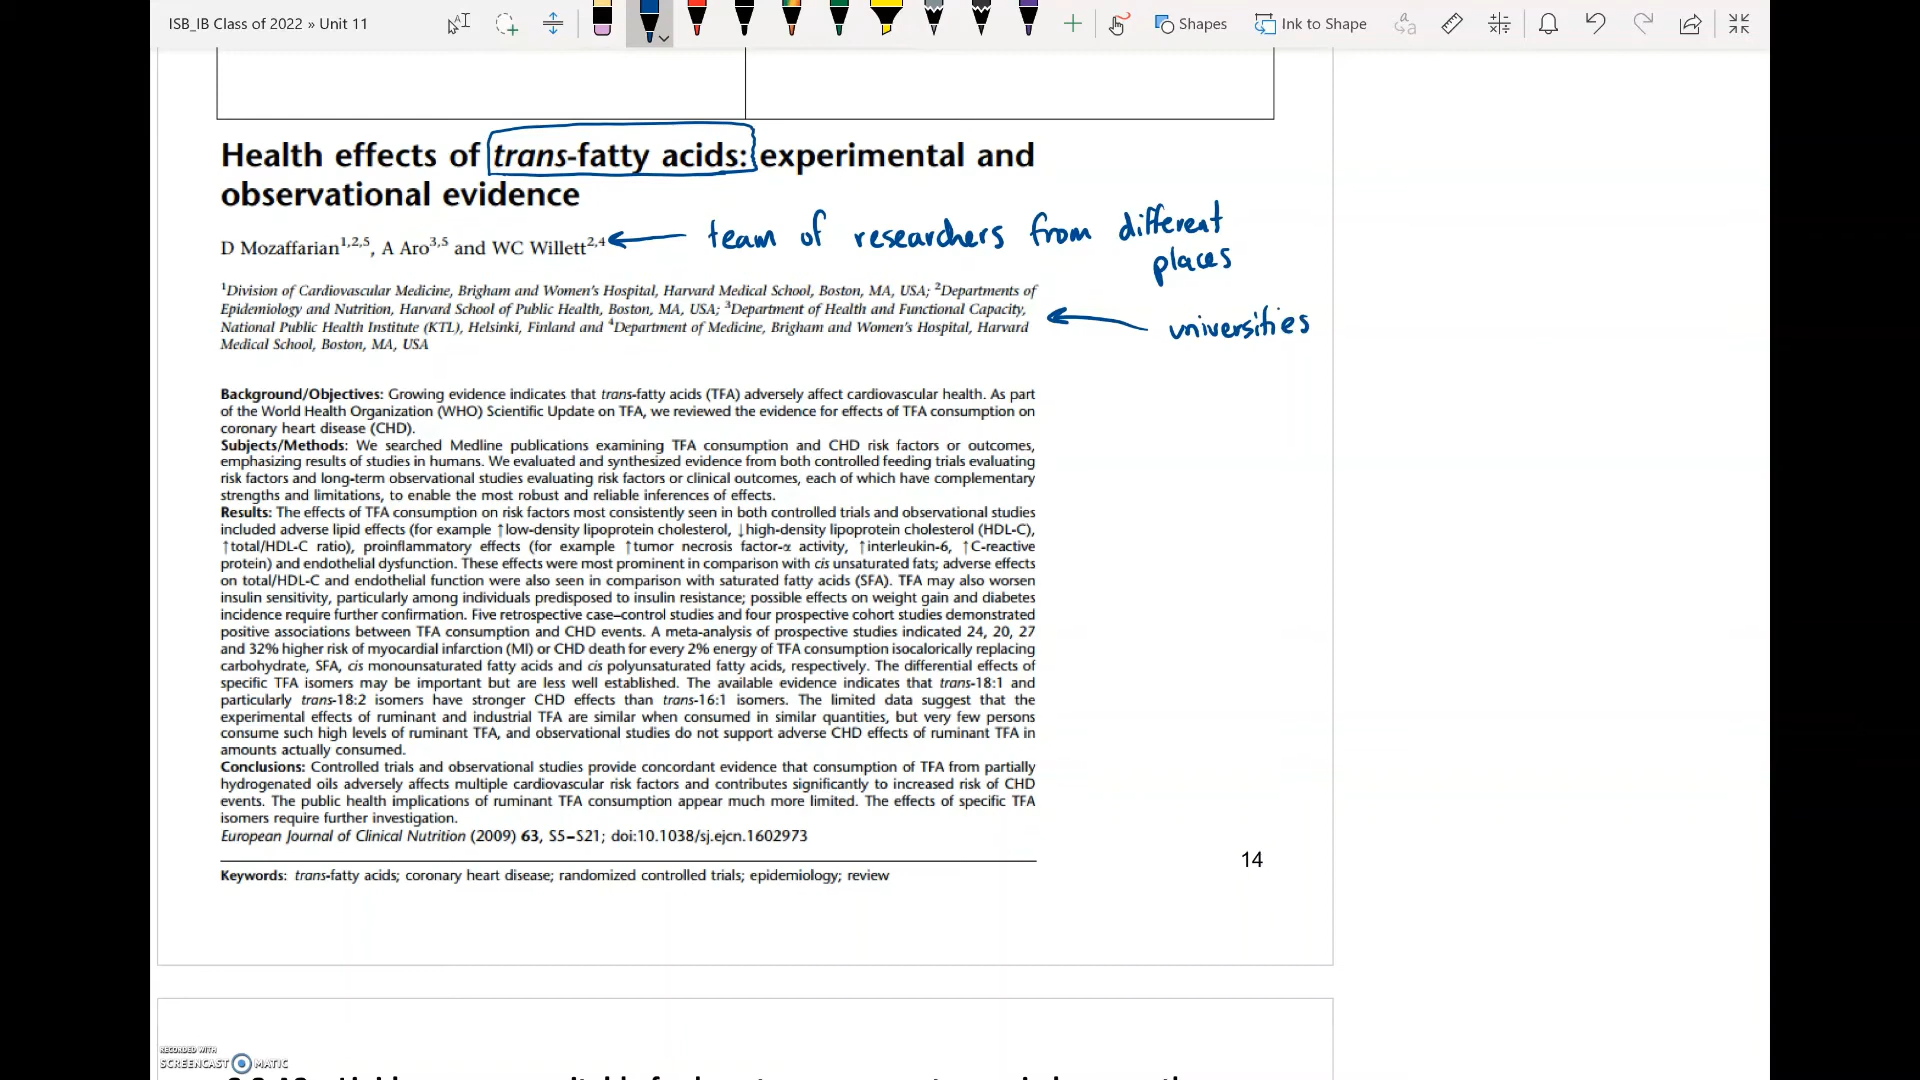 ISB_IB Class of 2022 » Unit 11
Shapes
Ink to Shape
Health effects of trans-fatty acids: experimental and
observational evidence
team of researchers from different
places
D Mozaffarian1,2,5, A Aro3,5 and WC Willett2,4
1Division of Cardiovascular Medicine, Brigham and Women's Hospital, Harvard Medical School, Boston, MA, USA; 2Departments of
Epidemiology and Nutrition, Harvard School of Public Health, Boston, MA, USA; 3Department of Health and Functional Capacity,
National Public Health Institute (KTL), Helsinki, Finland and 4Department of Medicine, Brigham and Women's Hospital, Harvard
Medical School, Boston, MA, USA
universities
Background/Objectives: Growing evidence indicates that trans-fatty acids (TFA) adversely affect cardiovascular health. As part
of the World Health Organization (WHO) Scientific Update on TFA, we reviewed the evidence for effects of TFA consumption on
coronary heart disease (CHD).
Subjects/Methods: We searched Medline publications examining TFA consumption and CHD risk factors or outcomes,
emphasizing results of studies in humans. We evaluated and synthesized evidence from both controlled feeding trials evaluating
risk factors and long-term observational studies evaluating risk factors or clinical outcomes, each of which have complementary
strengths and limitations, to enable the most robust and reliable inferences of effects.
Results: The effects of TFA consumption on risk factors most consistently seen in both controlled trials and observational studies
included adverse lipid effects (for example ↑low-density lipoprotein cholesterol, ↓high-density lipoprotein cholesterol (HDL-C),
↑total/HDL-C ratio), proinflammatory effects (for example ↑tumor necrosis factor-α activity, ↑interleukin-6, ↑C-reactive
protein) and endothelial dysfunction. These effects were most prominent in comparison with cis unsaturated fats; adverse effects
on total/HDL-C and endothelial function were also seen in comparison with saturated fatty acids (SFA). TFA may also worsen
insulin sensitivity, particularly among individuals predisposed to insulin resistance; possible effects on weight gain and diabetes
incidence require further confirmation. Five retrospective case–control studies and four prospective cohort studies demonstrated
positive associations between TFA consumption and CHD events. A meta-analysis of prospective studies indicated 24, 20, 27
and 32% higher risk of myocardial infarction (MI) or CHD death for every 2% energy of TFA consumption isocalorically replacing
carbohydrate, SFA, cis monounsaturated fatty acids and cis polyunsaturated fatty acids, respectively. The differential effects of
specific TFA isomers may be important but are less well established. The available evidence indicates that trans-18:1 and
particularly trans-18:2 isomers have stronger CHD effects than trans-16:1 isomers. The limited data suggest that the
experimental effects of ruminant and industrial TFA are similar when consumed in similar quantities, but very few persons
consume such high levels of ruminant TFA, and observational studies do not support adverse CHD effects of ruminant TFA in
amounts actually consumed.
Conclusions: Controlled trials and observational studies provide concordant evidence that consumption of TFA from partially
hydrogenated oils adversely affects multiple cardiovascular risk factors and contributes significantly to increased risk of CHD
events. The public health implications of ruminant TFA consumption appear much more limited. The effects of specific TFA
isomers require further investigation.
European Journal of Clinical Nutrition (2009) 63, S5–S21; doi:10.1038/sj.ejcn.1602973
14
Keywords: trans-fatty acids; coronary heart disease; randomized controlled trials; epidemiology; review
RECORDED WITH
SCREENCAST MATIC